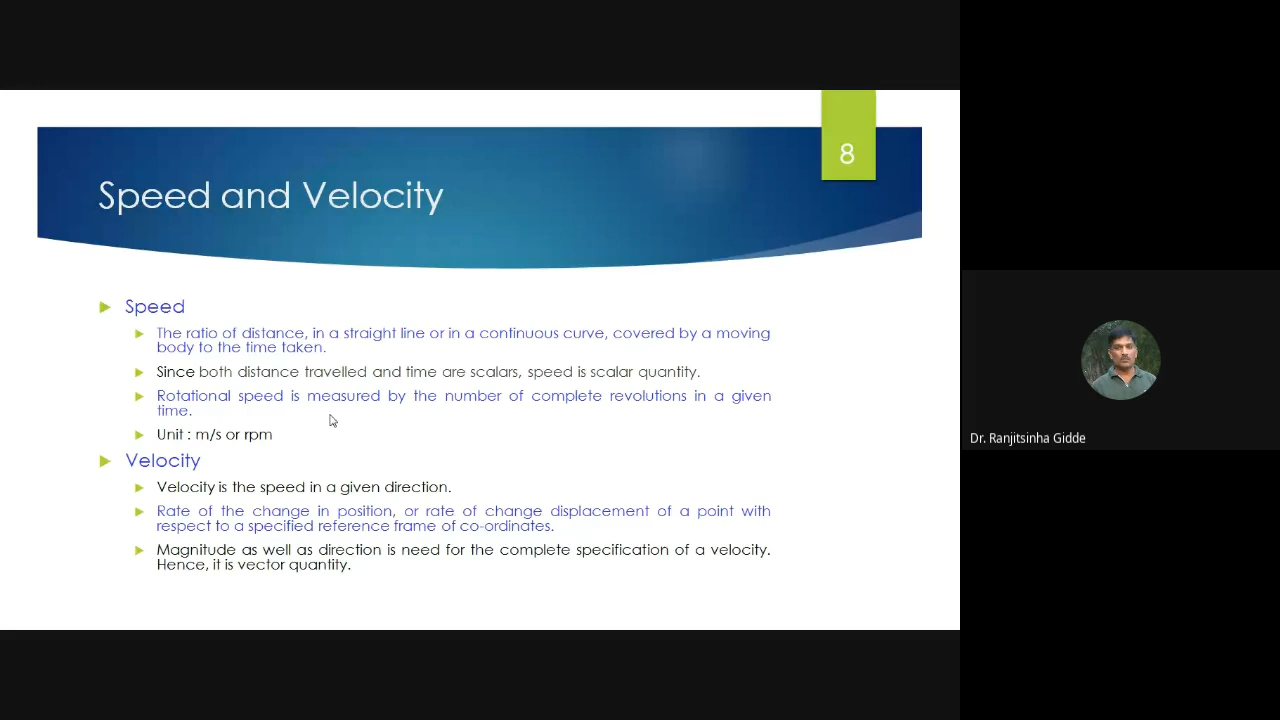 8
Speed and Velocity
Speed
The ratio of distance, in a straight line or in a continuous curve, covered by a moving
body to the time taken.
Since both distance travelled and time are scalars, speed is scalar quantity.
Rotational speed is measured by the number of complete revolutions in a given
time.
Unit : m/s or rpm
Velocity
Velocity is the speed in a given direction.
Rate of the change in position, or rate of change displacement of a point with
respect to a specified reference frame of co-ordinates.
Magnitude as well as direction is need for the complete specification of a velocity.
Hence, it is vector quantity.
Dr. Ranjitsinha Gidde